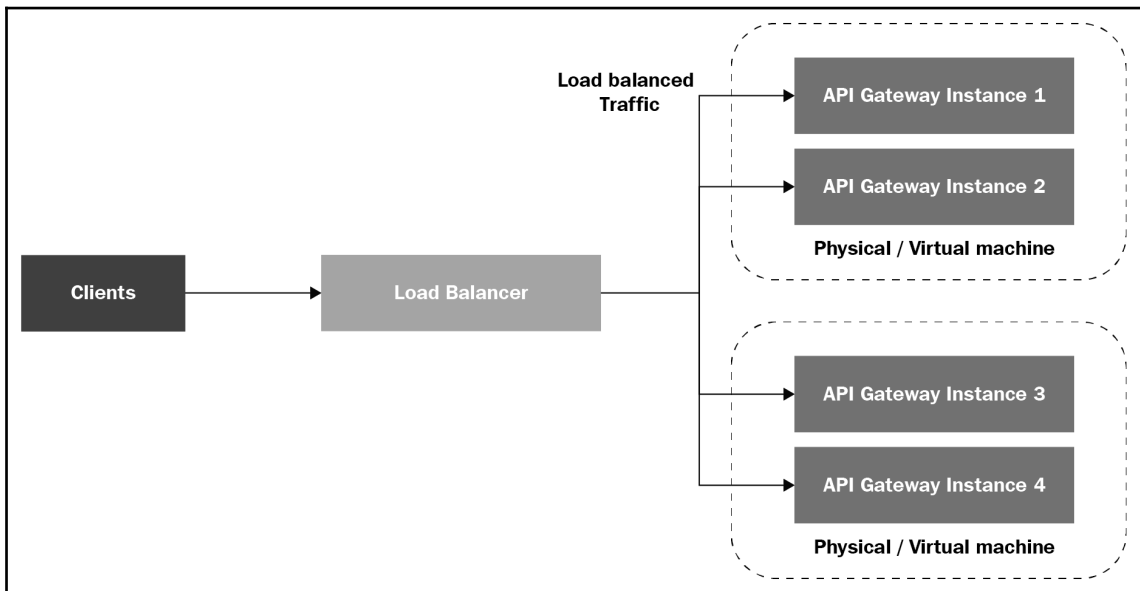 Load balanced
Traffic
API Gateway Instance 1
API Gateway Instance 2
Physical / Virtual machine
Clients
Load Balancer
API Gateway Instance 3
API Gateway Instance 4
Physical / Virtual machine